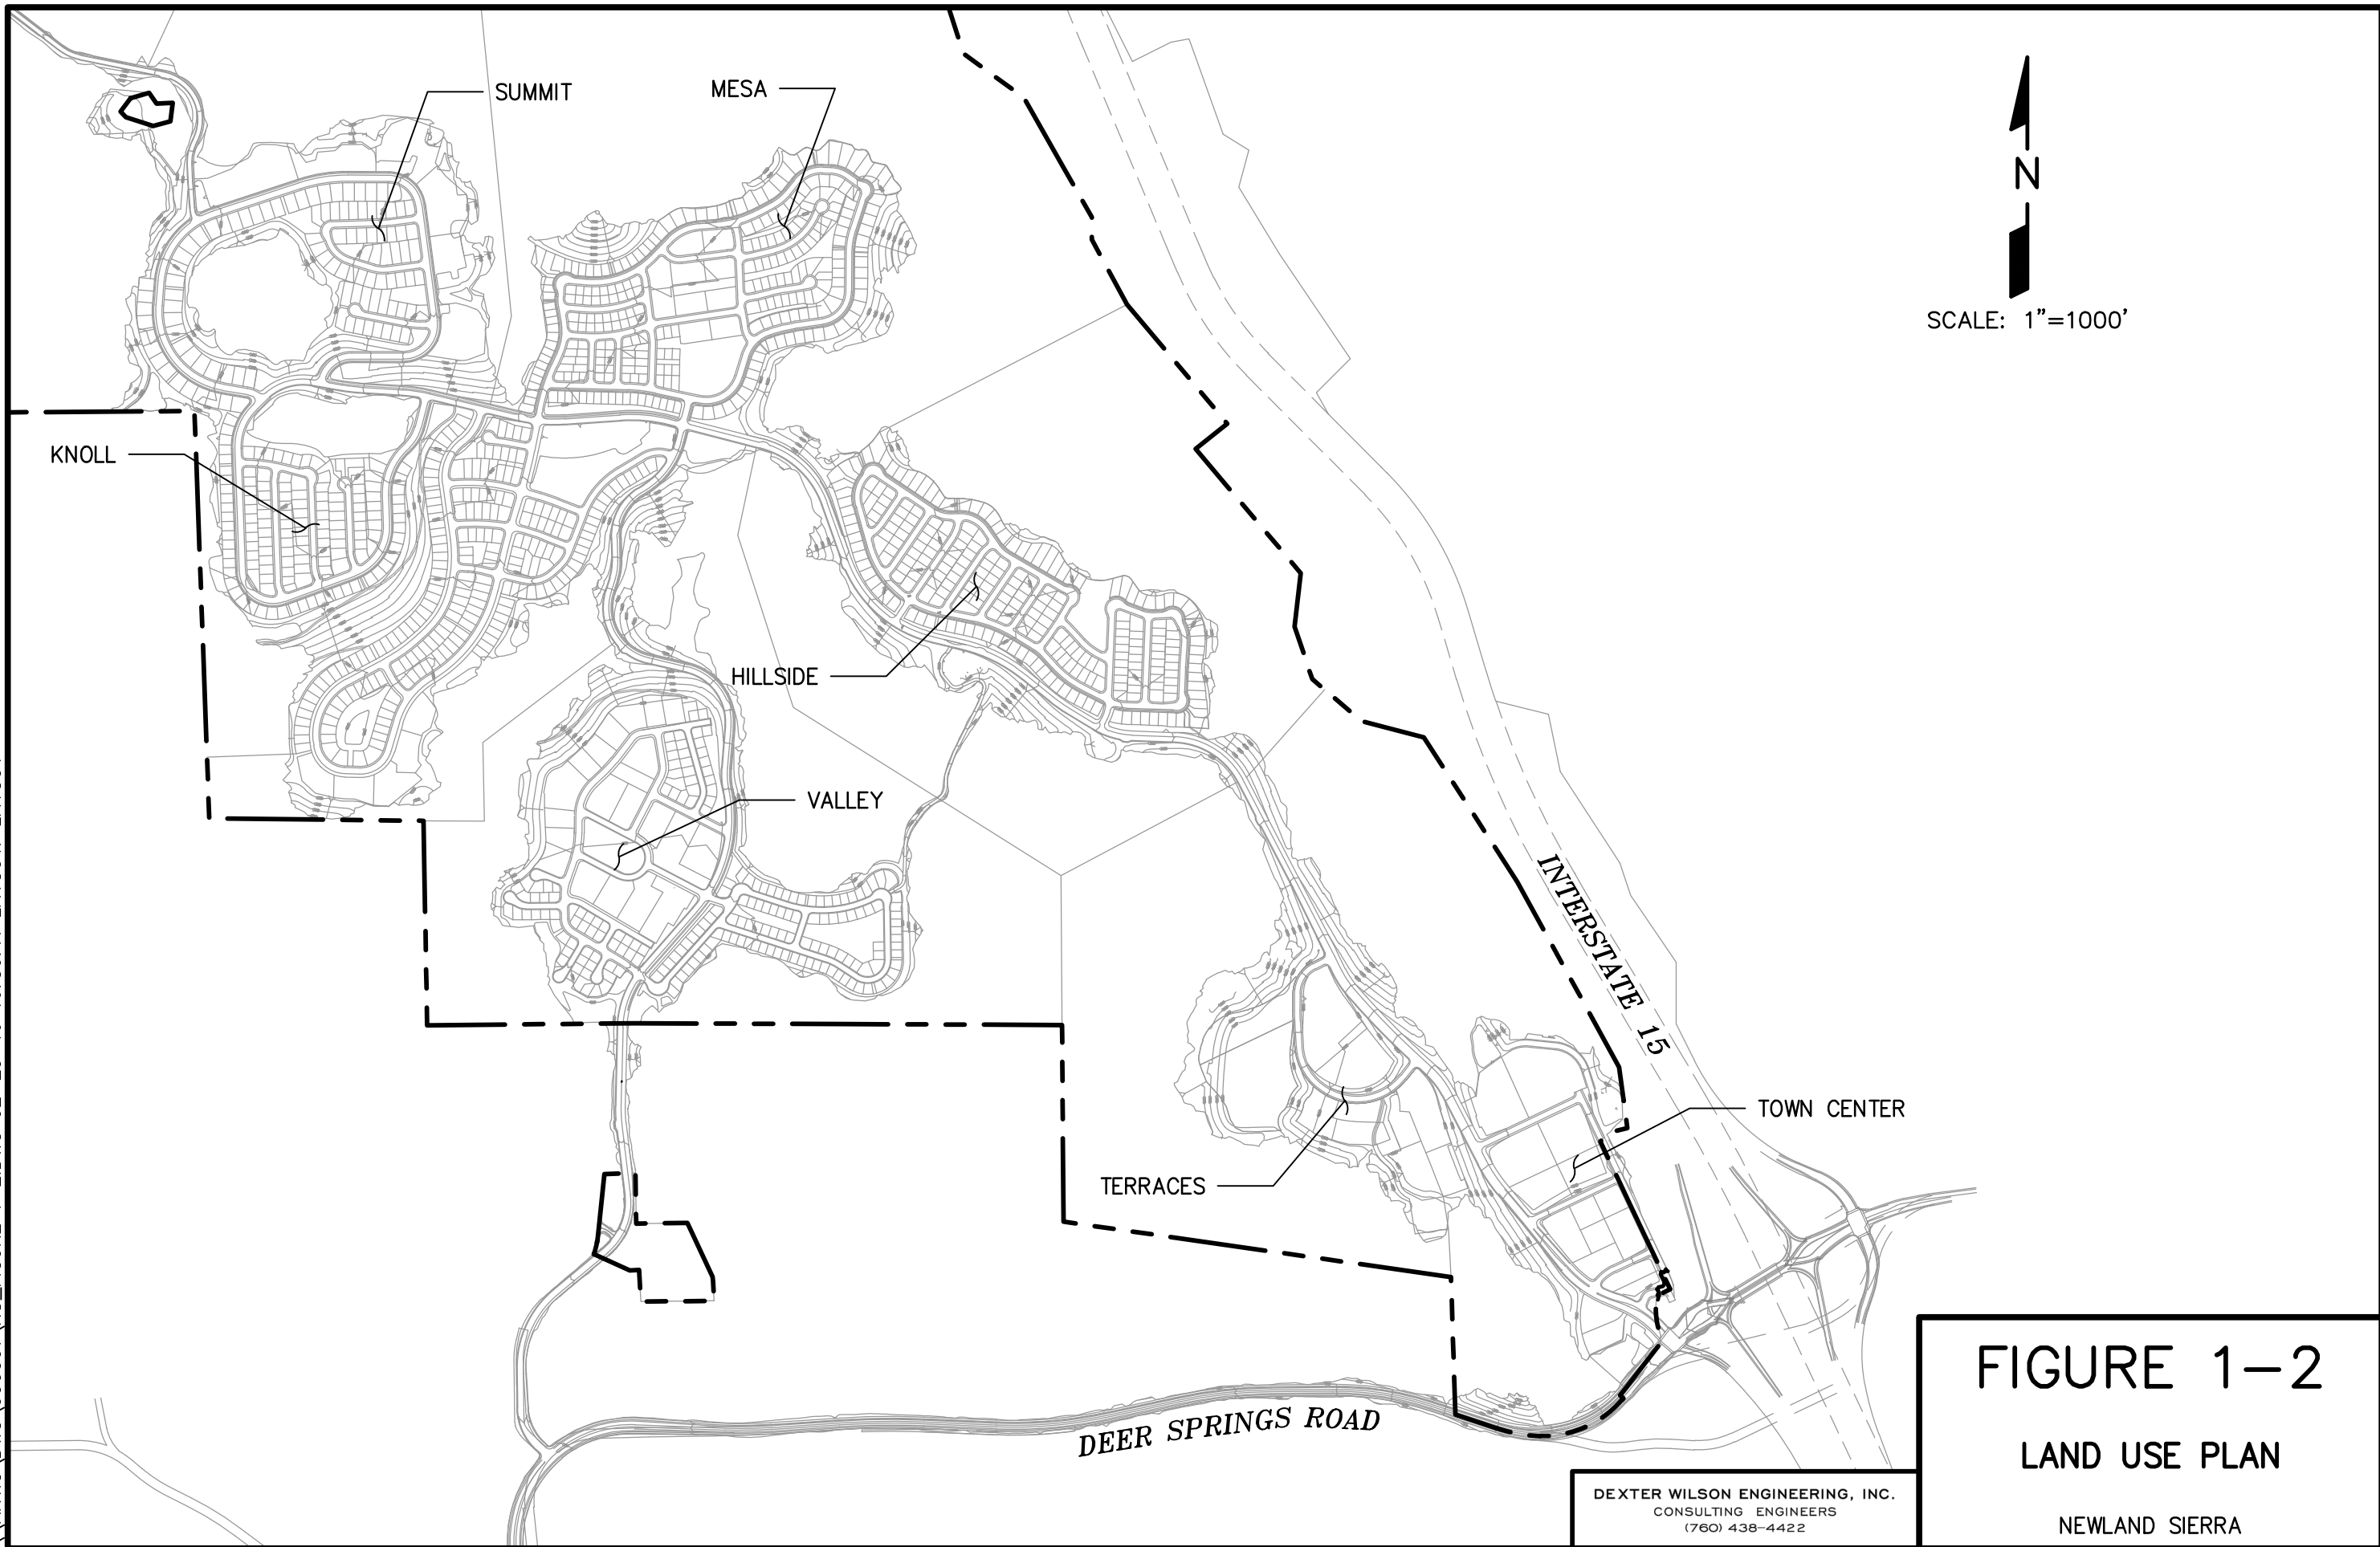 SUMMIT
MESA
N
SCALE: 1"=1000'
KNOLL
HILLSIDE
VALLEY
INTERSTATE 15
TOWN CENTER
TERRACES
DEER SPRINGS ROAD
FIGURE 1-2
LAND USE PLAN
NEWLAND SIERRA
DEXTER WILSON ENGINEERING, INC.
CONSULTING ENGINEERS
(760) 438-4422